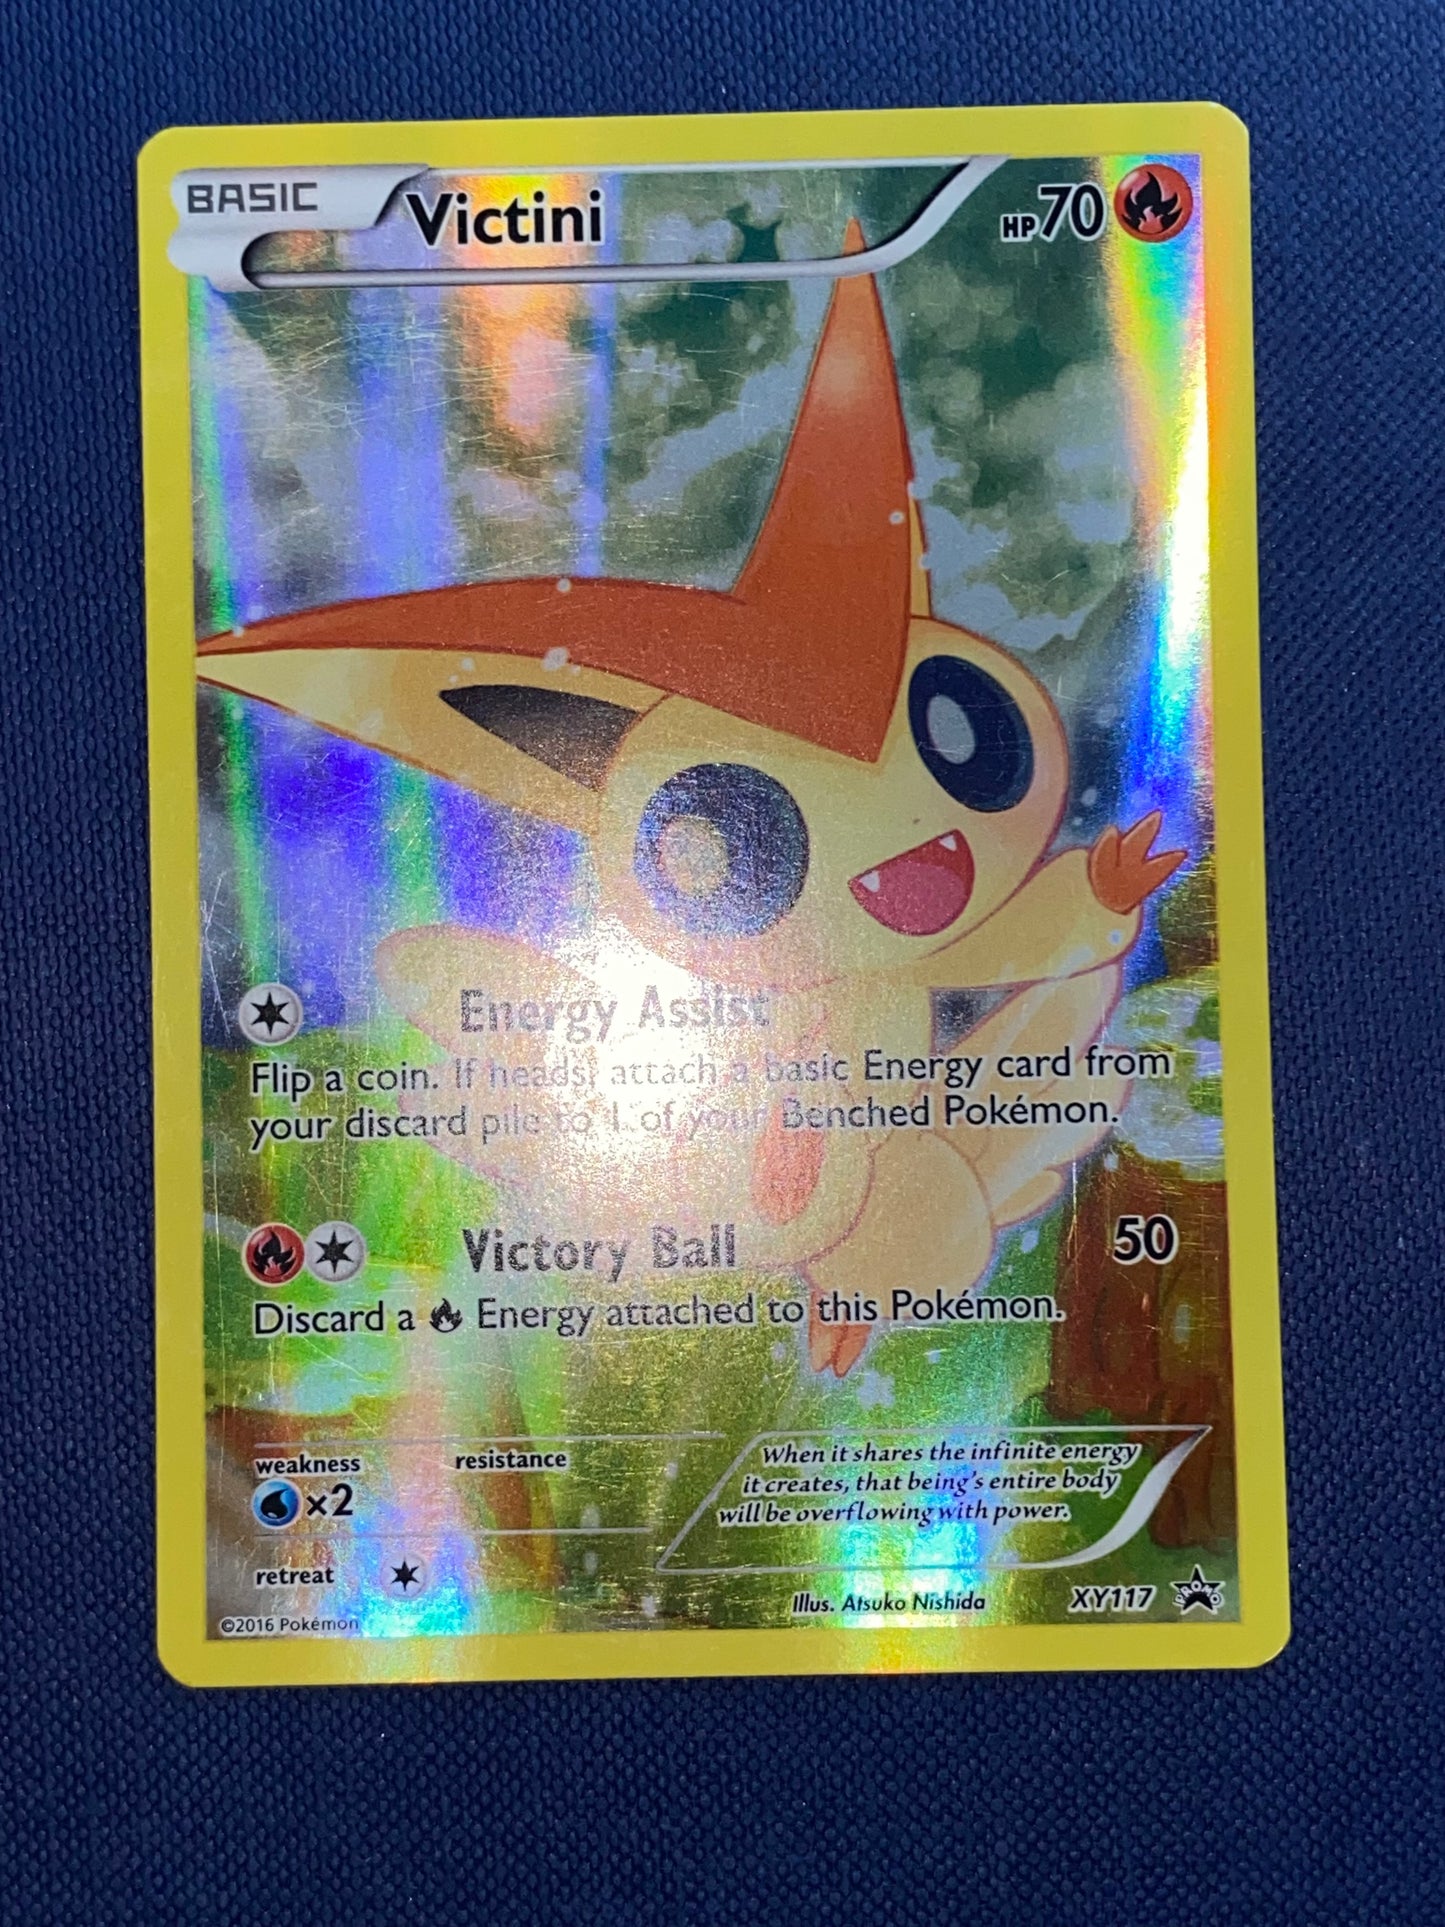 BASIC Victini HP70
Energy Assist
Flip a coin. If heads, attach a basic Energy card from
your discard pile to 1 of your Benched Pokémon.
Victory Ball 50
Discard a Energy attached to this Pokémon.
weakness resistance
×2
retreat
When it shares the infinite energy
it creates, that being's entire body
will be overflowing with power.
Illus. Atsuko Nishida XY117 PROMO
©2016 Pokémon